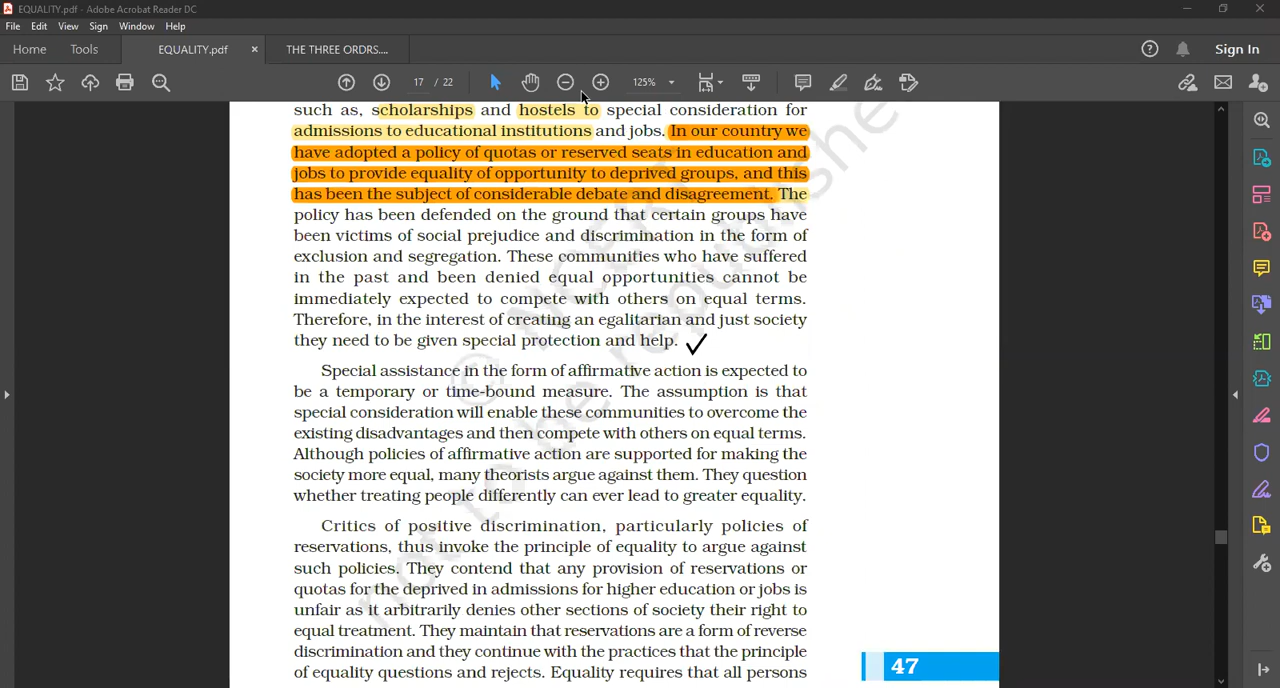 EQUALITY.pdf - Adobe Acrobat Reader DC
File Edit View Sign Window Help
Home Tools EQUALITY.pdf × THE THREE ORDRS.... Sign In
17 / 22 125%
such as, scholarships and hostels to special consideration for
admissions to educational institutions and jobs. In our country we
have adopted a policy of quotas or reserved seats in education and
jobs to provide equality of opportunity to deprived groups, and this
has been the subject of considerable debate and disagreement. The
policy has been defended on the ground that certain groups have
been victims of social prejudice and discrimination in the form of
exclusion and segregation. These communities who have suffered
in the past and been denied equal opportunities cannot be
immediately expected to compete with others on equal terms.
Therefore, in the interest of creating an egalitarian and just society
they need to be given special protection and help.
Special assistance in the form of affirmative action is expected to
be a temporary or time-bound measure. The assumption is that
special consideration will enable these communities to overcome the
existing disadvantages and then compete with others on equal terms.
Although policies of affirmative action are supported for making the
society more equal, many theorists argue against them. They question
whether treating people differently can ever lead to greater equality.
Critics of positive discrimination, particularly policies of
reservations, thus invoke the principle of equality to argue against
such policies. They contend that any provision of reservations or
quotas for the deprived in admissions for higher education or jobs is
unfair as it arbitrarily denies other sections of society their right to
equal treatment. They maintain that reservations are a form of reverse
discrimination and they continue with the practices that the principle
of equality questions and rejects. Equality requires that all persons
47
© NCERT
not to be republishe